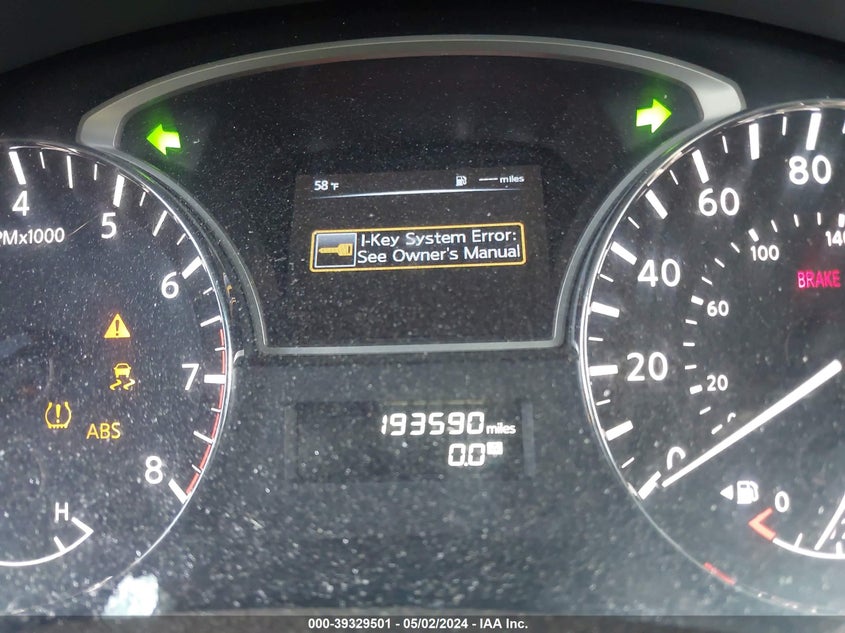 58 °F --- miles
I-Key System Error:
See Owner's Manual
4
5
6
7
8
PMx1000
ABS
H
193590 miles
0.0
0
20
40
60
80
20
60
100
140
BRAKE
0
000-39329501 / 05/02/2024 - IAA Inc.